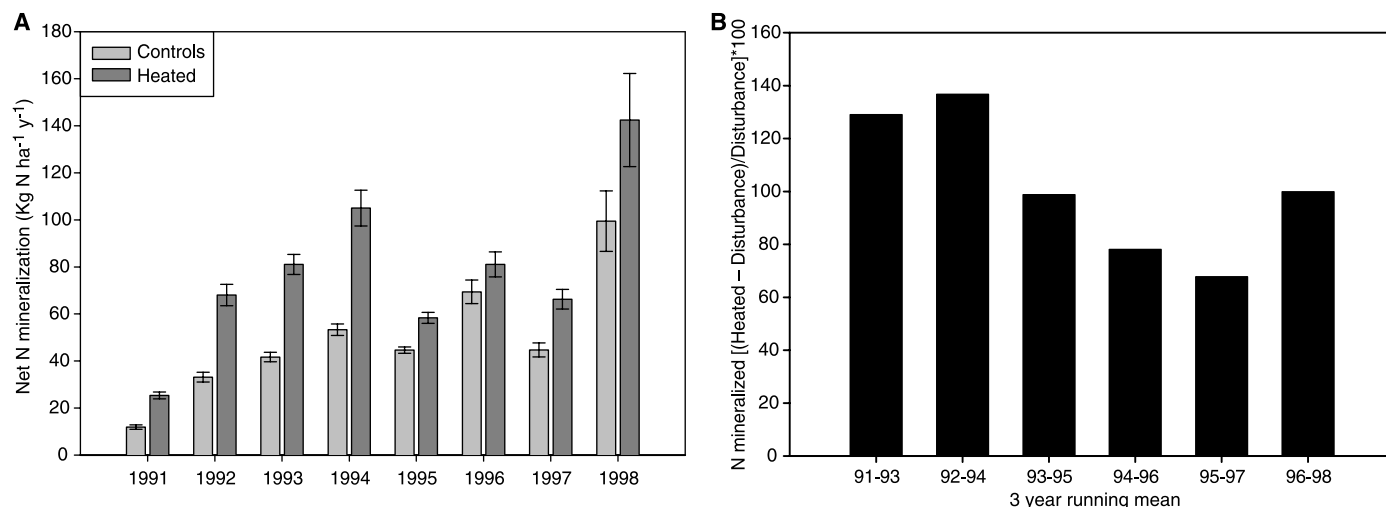 A
Net N mineralization (Kg N ha⁻¹ y⁻¹)
180
160
140
120
100
80
60
40
20
0
Controls
Heated
1991 1992 1993 1994 1995 1996 1997 1998
B
N mineralized [(Heated – Disturbance)/Disturbance]*100
160
140
120
100
80
60
40
20
0
91-93 92-94 93-95 94-96 95-97 96-98
3 year running mean